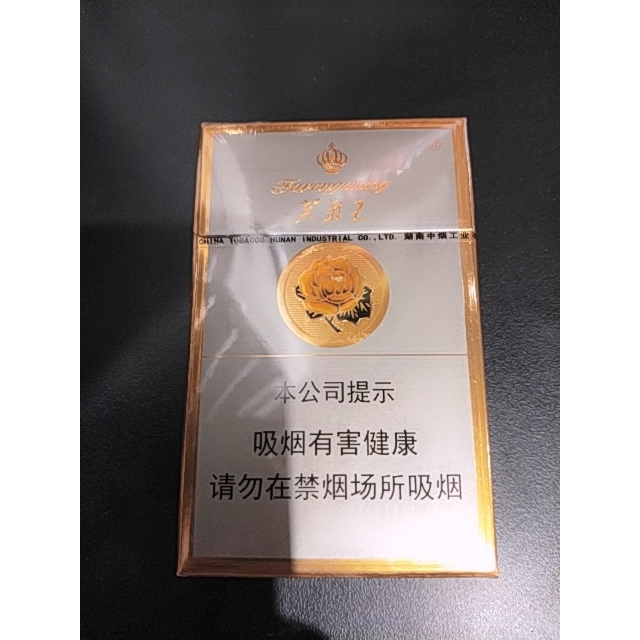 ®
Furongwang
芙蓉王
CHINA TOBACCO HUNAN INDUSTRIAL CO.,LTD. 湖南中烟工业
本公司提示
吸烟有害健康
请勿在禁烟场所吸烟